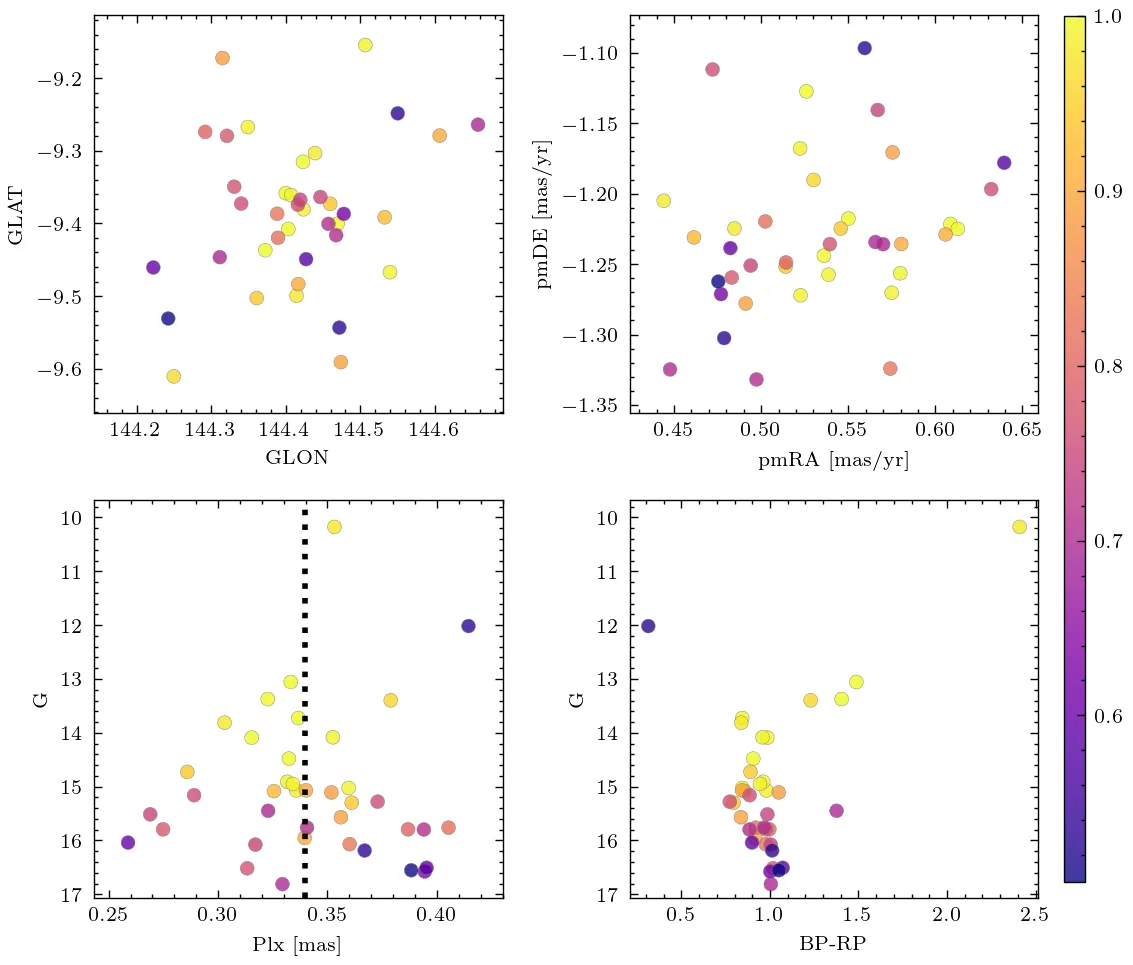 GLAT
−9.2
−9.3
−9.4
−9.5
−9.6
144.2 144.3 144.4 144.5 144.6
GLON
pmDE [mas/yr]
−1.10
−1.15
−1.20
−1.25
−1.30
−1.35
0.45 0.50 0.55 0.60 0.65
pmRA [mas/yr]
G
10
11
12
13
14
15
16
17
0.25 0.30 0.35 0.40
Plx [mas]
G
10
11
12
13
14
15
16
17
0.5 1.0 1.5 2.0 2.5
BP-RP
1.0
0.9
0.8
0.7
0.6